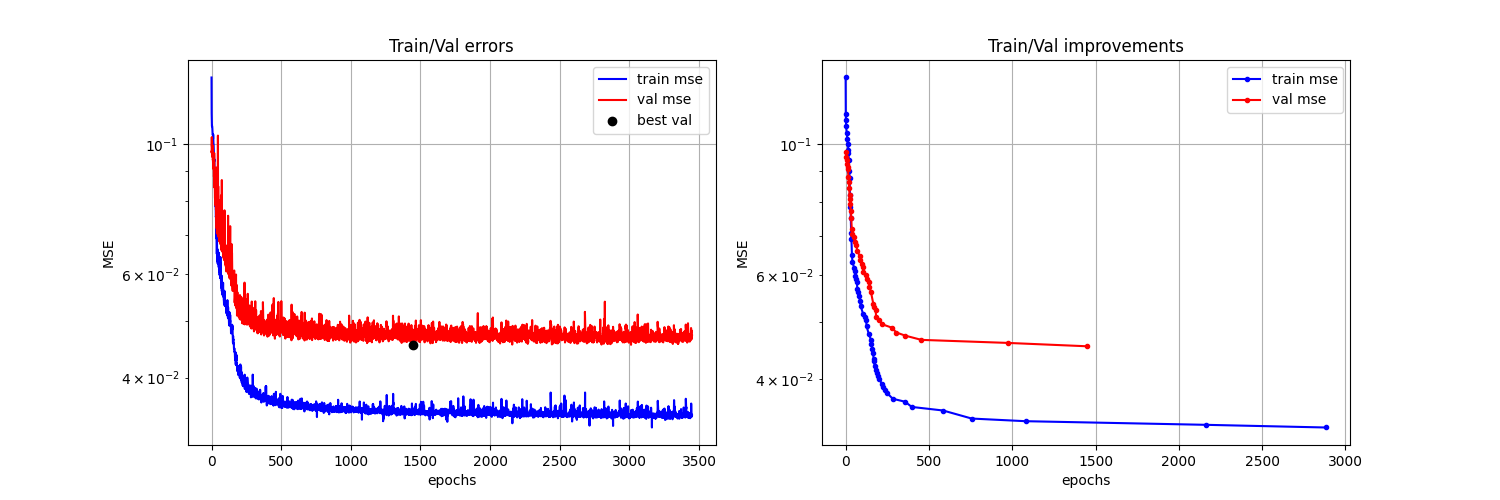 Train/Val errors
train mse
val mse
best val
10⁻¹
6 × 10⁻²
4 × 10⁻²
MSE
0 500 1000 1500 2000 2500 3000 3500
epochs
Train/Val improvements
train mse
val mse
10⁻¹
6 × 10⁻²
4 × 10⁻²
MSE
0 500 1000 1500 2000 2500 3000
epochs